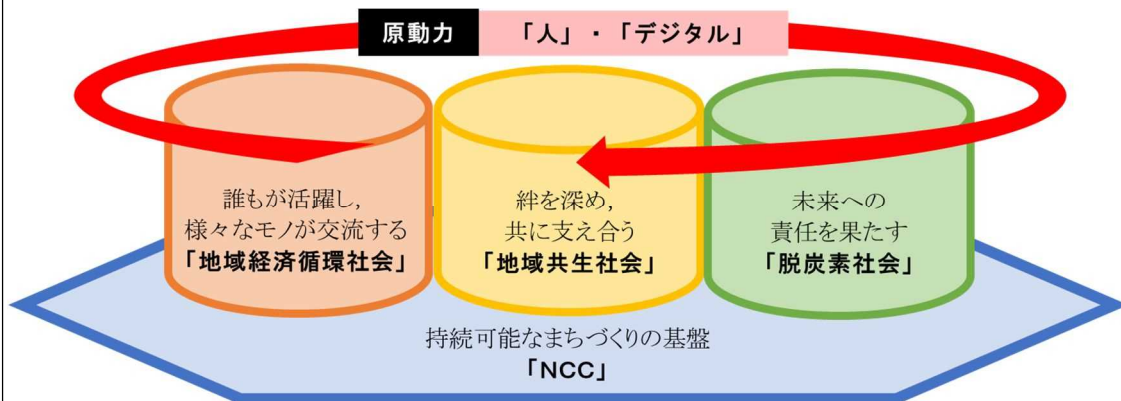 原動力 「人」・「デジタル」
誰もが活躍し,
様々なモノが交流する
「地域経済循環社会」
絆を深め,
共に支え合う
「地域共生社会」
未来への
責任を果たす
「脱炭素社会」
持続可能なまちづくりの基盤
「NCC」